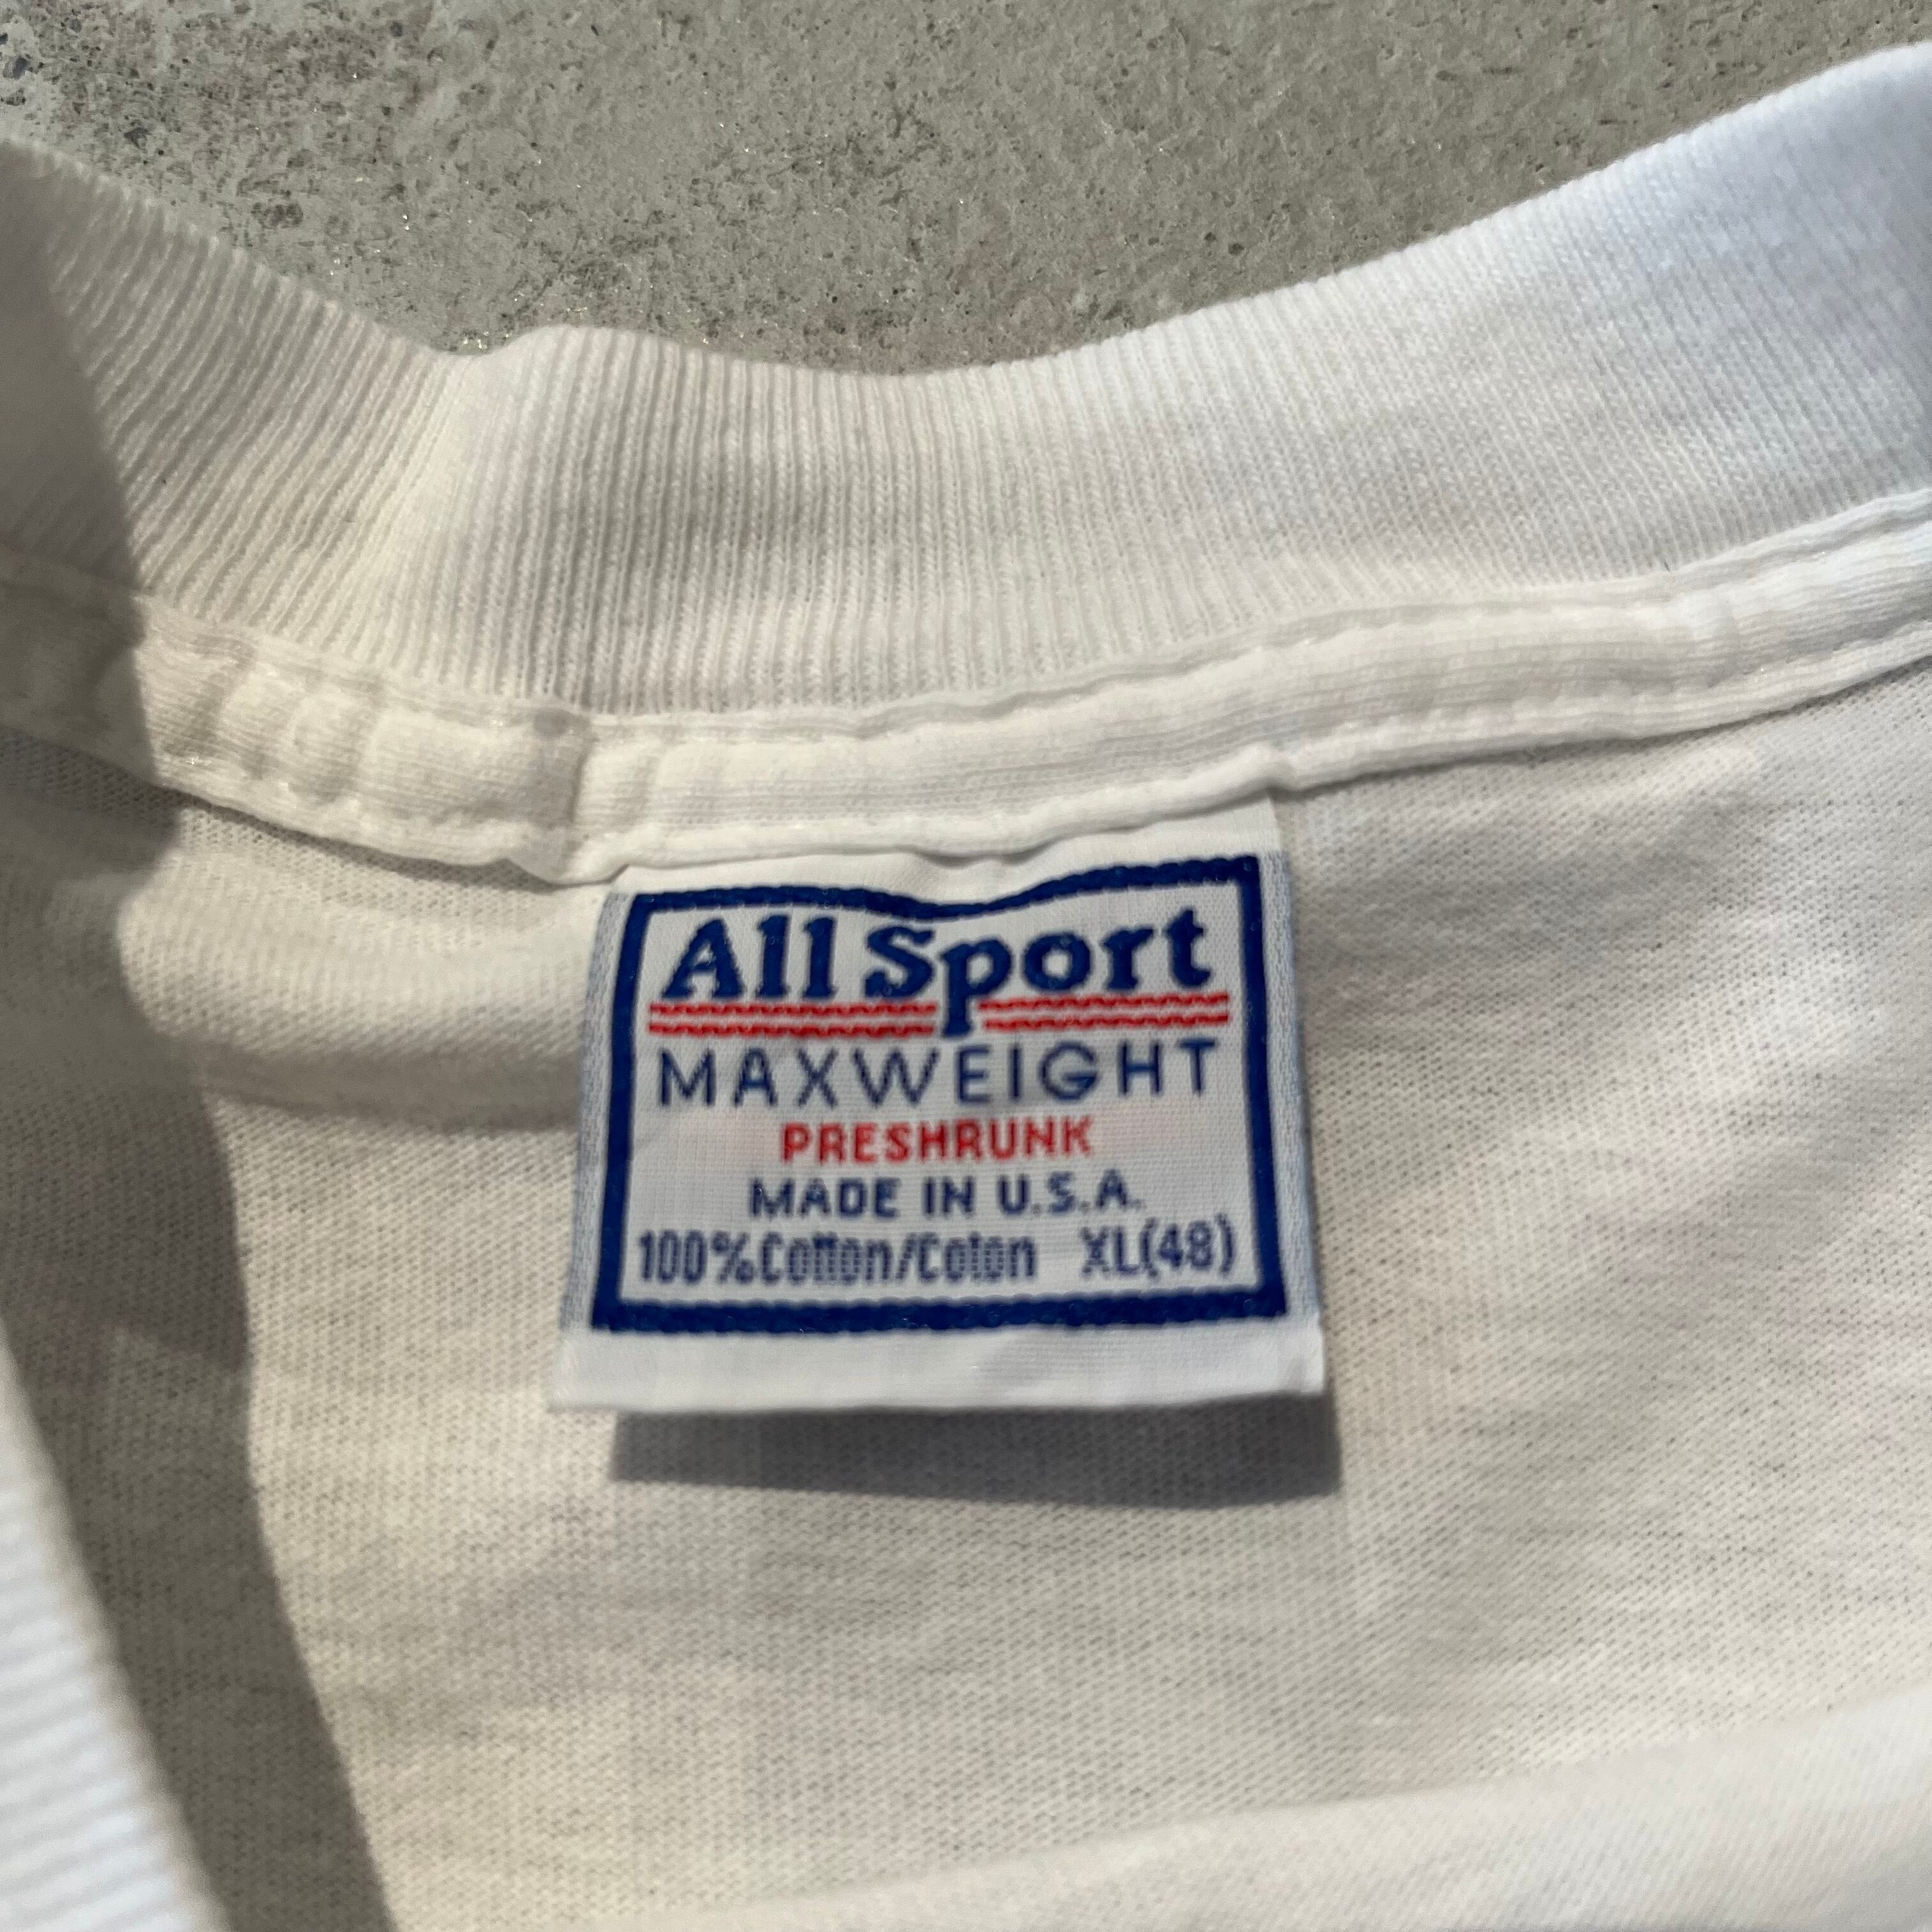 All Sport
MAXWEIGHT
PRESHRUNK
MADE IN U.S.A.
100% Cotton/Coton XL(48)